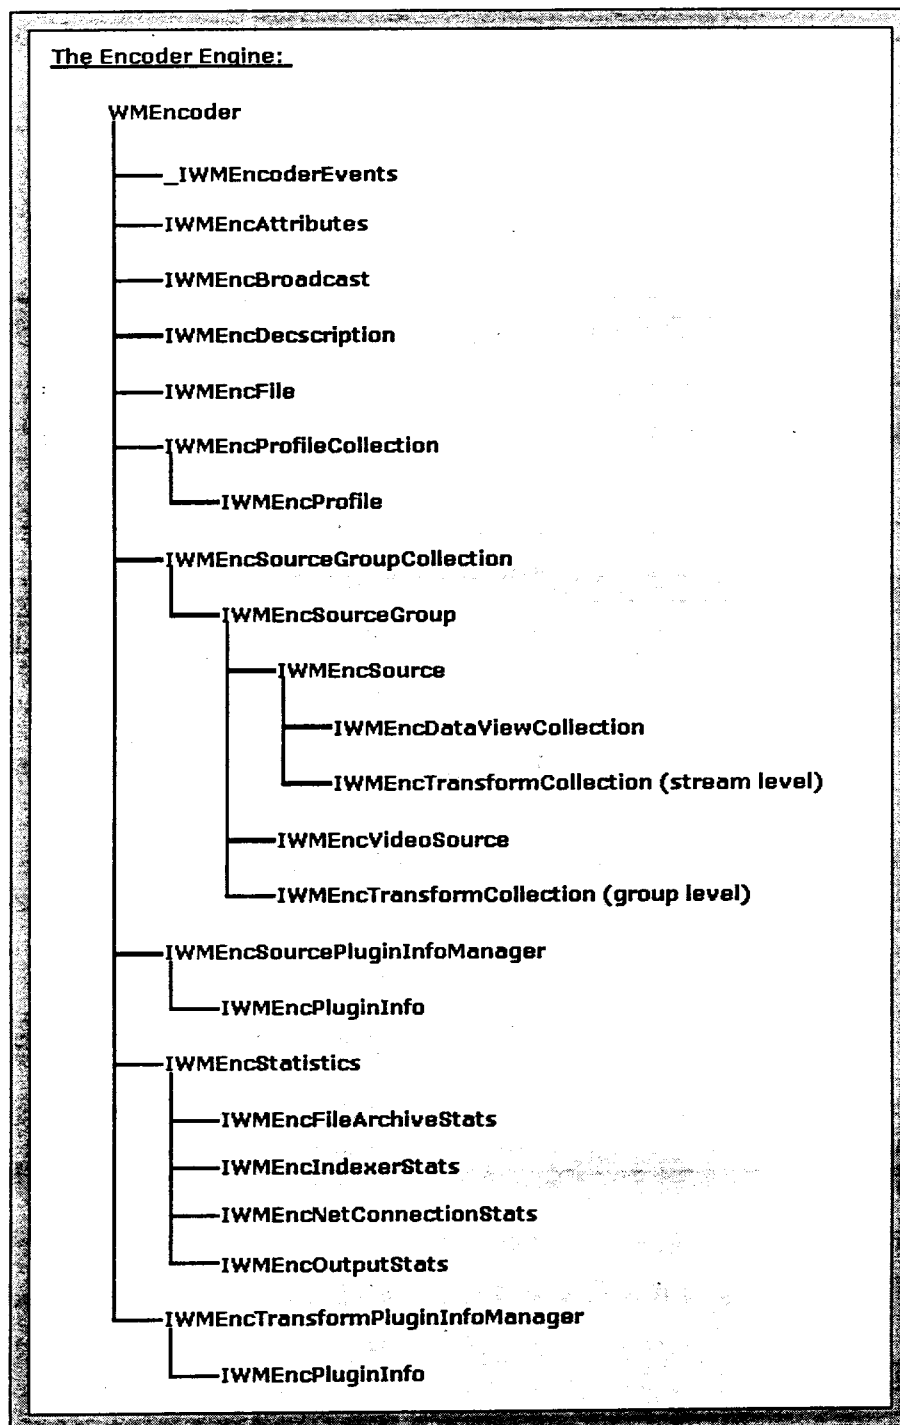 The Encoder Engine:
WMEncoder
_IWMEncoderEvents
IWMEncAttributes
IWMEncBroadcast
IWMEncDecscription
IWMEncFile
IWMEncProfileCollection
IWMEncProfile
IWMEncSourceGroupCollection
IWMEncSourceGroup
IWMEncSource
IWMEncDataViewCollection
IWMEncTransformCollection (stream level)
IWMEncVideoSource
IWMEncTransformCollection (group level)
IWMEncSourcePluginInfoManager
IWMEncPluginInfo
IWMEncStatistics
IWMEncFileArchiveStats
IWMEncIndexerStats
IWMEncNetConnectionStats
IWMEncOutputStats
IWMEncTransformPluginInfoManager
IWMEncPluginInfo